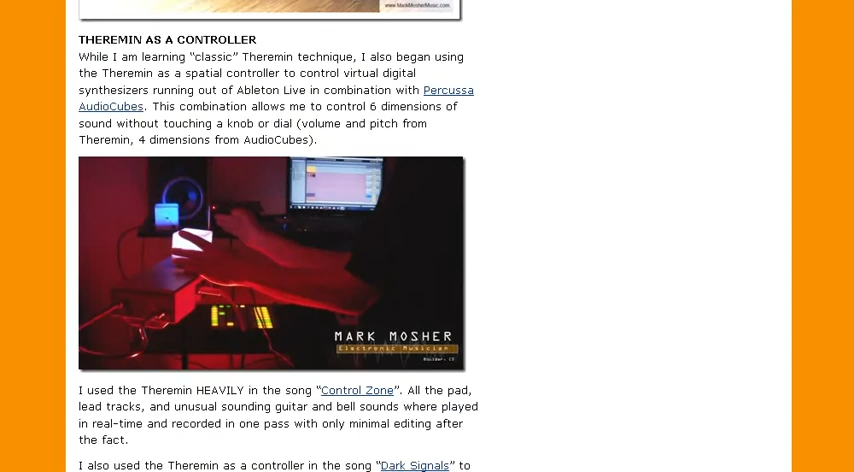 www.MarkMosherMusic.com
THEREMIN AS A CONTROLLER
While I am learning “classic” Theremin technique, I also began using
the Theremin as a spatial controller to control virtual digital
synthesizers running out of Ableton Live in combination with Percussa
AudioCubes. This combination allows me to control 6 dimensions of
sound without touching a knob or dial (volume and pitch from
Theremin, 4 dimensions from AudioCubes).
MARK MOSHER
Electronic Musician
Boulder, CO
I used the Theremin HEAVILY in the song “Control Zone”. All the pad,
lead tracks, and unusual sounding guitar and bell sounds where played
in real-time and recorded in one pass with only minimal editing after
the fact.
I also used the Theremin as a controller in the song “Dark Signals” to